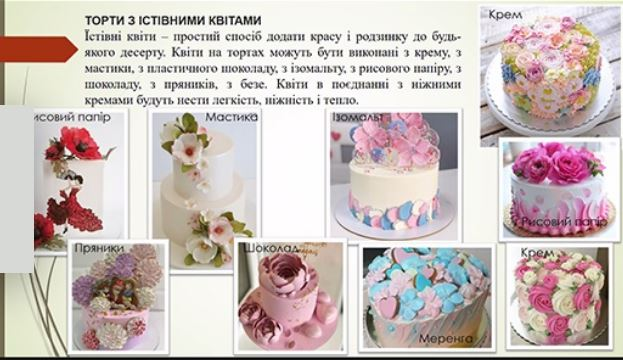 ТОРТИ З ІСТІВНИМИ КВІТАМИ
Їстівні квіти – простий спосіб додати красу і родзинку до будь-
якого десерту. Квіти на тортах можуть бути виконані з крему, з
мастики, з пластичного шоколаду, з ізомальту, з рисового папіру, з
шоколаду, з пряників, з безе. Квіти в поєднанні з ніжними
кремами будуть нести легкість, ніжність і тепло.
Крем
исовий папір
Мастика
Ізомальт
Рисовий папір
Пряники
Шоколад
Меренга
Крем